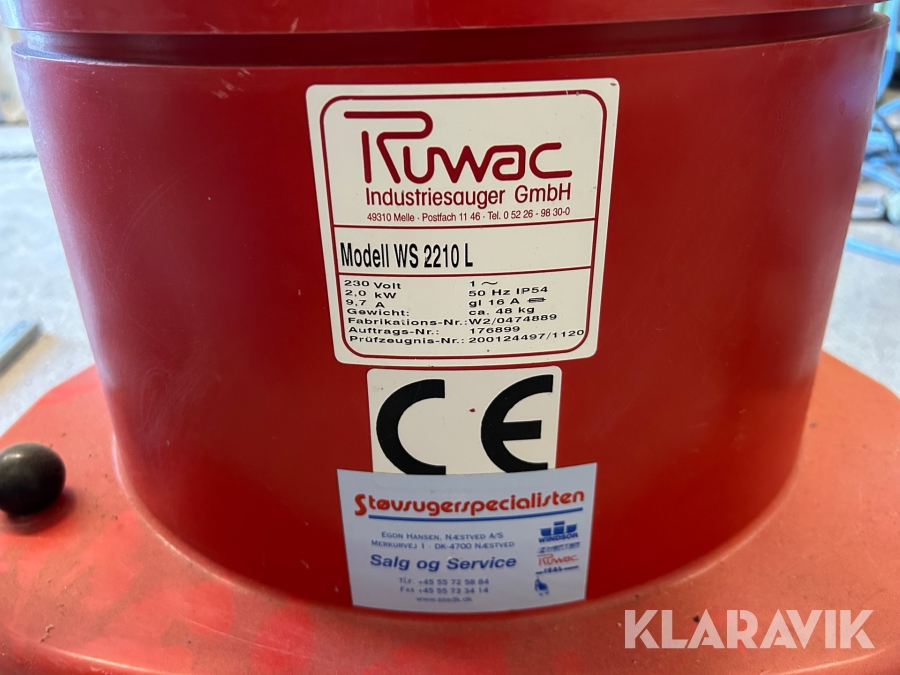 Ruwac
Industriesauger GmbH
49310 Melle · Postfach 11 46 · Tel. 0 52 26 - 98 30-0
Modell WS 2210 L
230 Volt 1 ~
2,0 kW 50 Hz IP54
9,7 A gl 16 A
Gewicht: ca. 48 kg
Fabrikations-Nr.: W2/0474889
Auftrags-Nr.: 176899
Prüfzeugnis-Nr.: 200124497/1120
CE
Støvsugerspecialisten
Egon Hansen, Næstved A/S
Merkurvej 1 · DK-4700 Næstved
Salg og Service
Tlf +45 55 72 58 84
Fax +45 55 73 34 14
WINDSOR
Ruwac
KLARAVIK